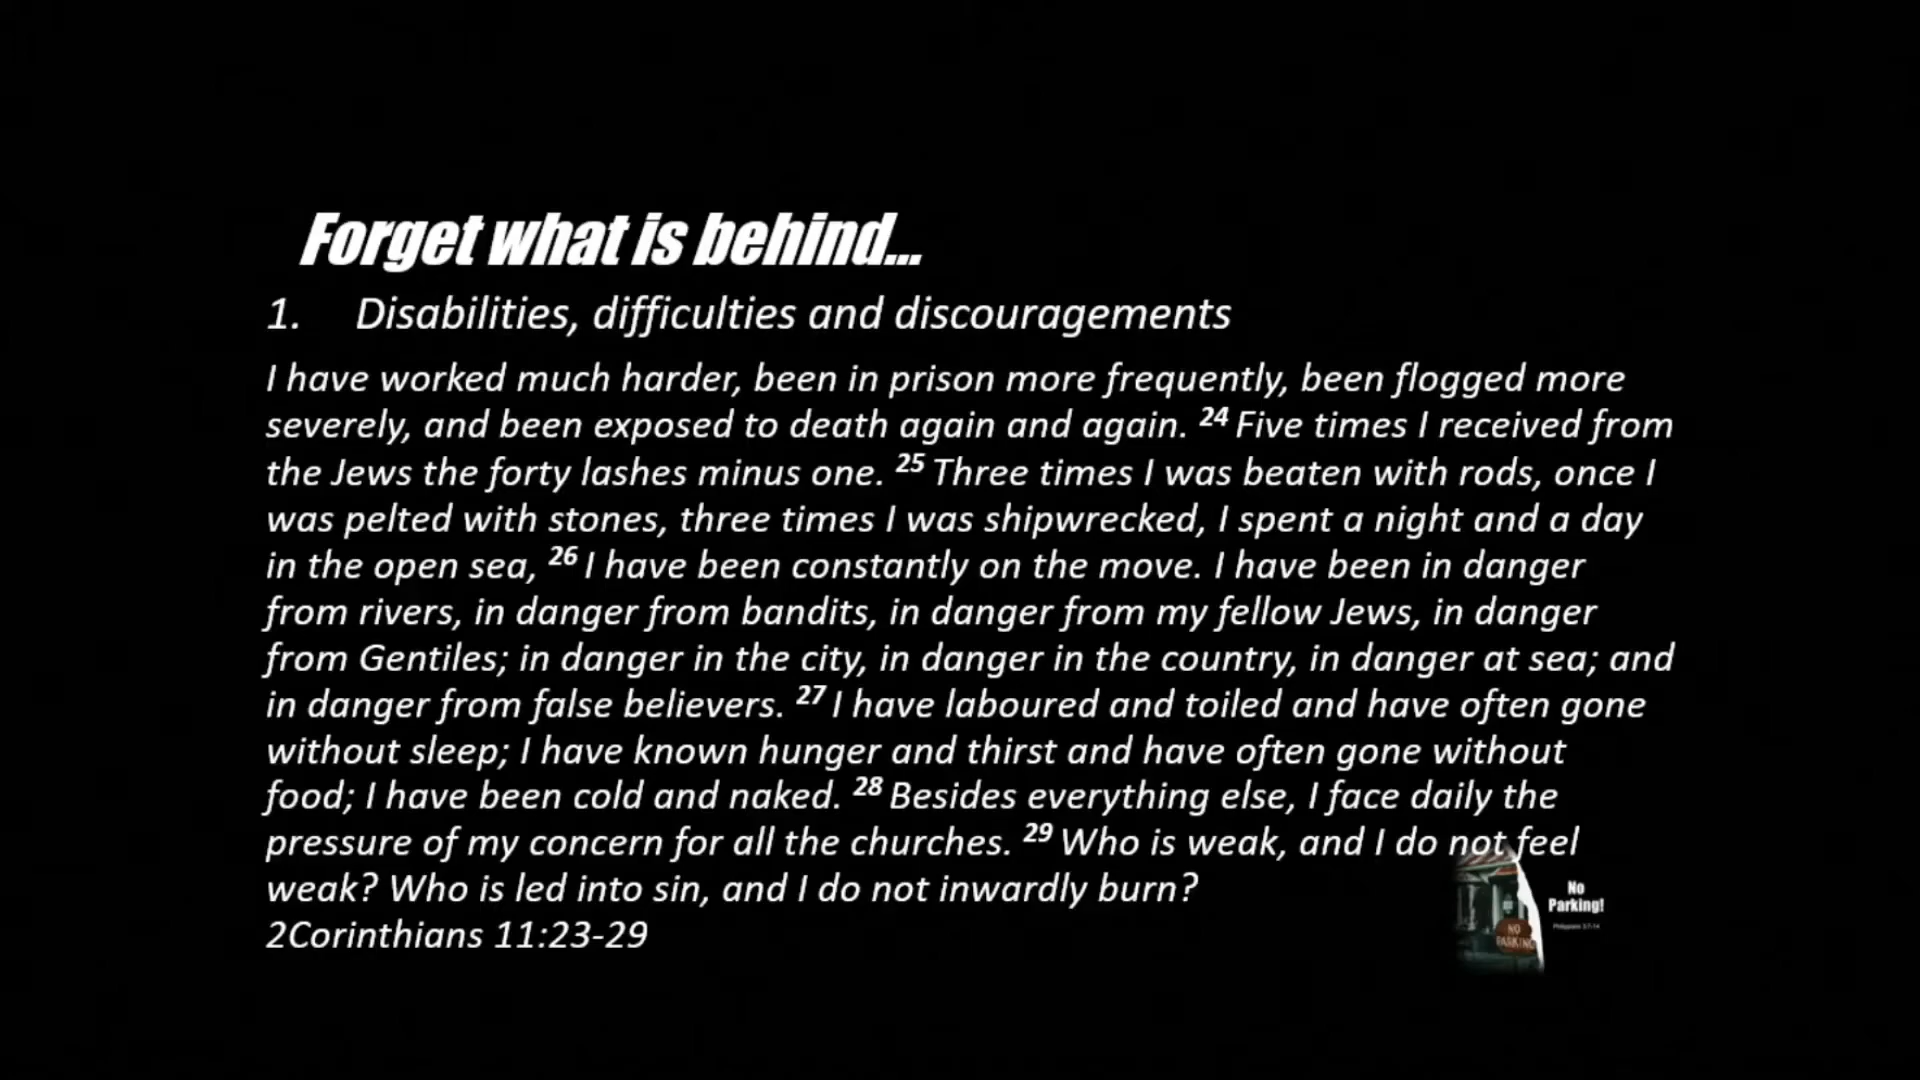 Forget what is behind...
1. Disabilities, difficulties and discouragements
I have worked much harder, been in prison more frequently, been flogged more
severely, and been exposed to death again and again. 24 Five times I received from
the Jews the forty lashes minus one. 25 Three times I was beaten with rods, once I
was pelted with stones, three times I was shipwrecked, I spent a night and a day
in the open sea, 26 I have been constantly on the move. I have been in danger
from rivers, in danger from bandits, in danger from my fellow Jews, in danger
from Gentiles; in danger in the city, in danger in the country, in danger at sea; and
in danger from false believers. 27 I have laboured and toiled and have often gone
without sleep; I have known hunger and thirst and have often gone without
food; I have been cold and naked. 28 Besides everything else, I face daily the
pressure of my concern for all the churches. 29 Who is weak, and I do not feel
weak? Who is led into sin, and I do not inwardly burn?
2Corinthians 11:23-29
No
Parking!
Philippians 3:7-14
NO
PARKING